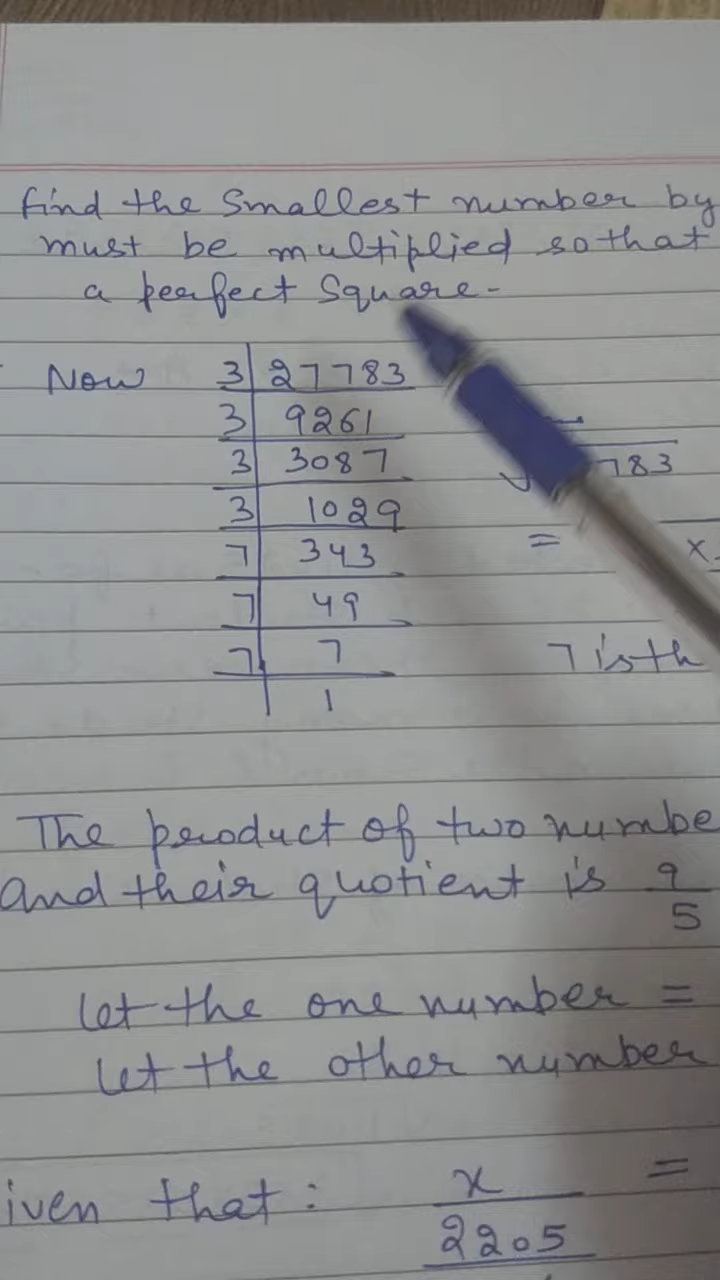 find the smallest number by
must be multiplied so that
a perfect square-
Now 3 27783
3 9261
3 3087 783
3 1029
7 343 = x
7 49
7 7 7 is th
1
The product of two numbe
and their quotient is 9
5
let the one number =
let the other number
iven that: x =
2205